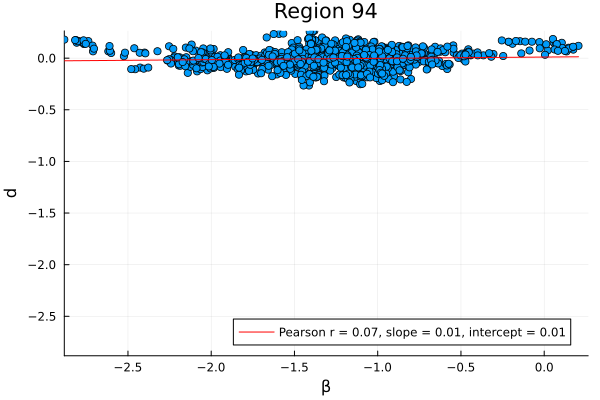 Region 94
d
0.0
−0.5
−1.0
−1.5
−2.0
−2.5
Pearson r = 0.07, slope = 0.01, intercept = 0.01
−2.5 −2.0 −1.5 −1.0 −0.5 0.0
β